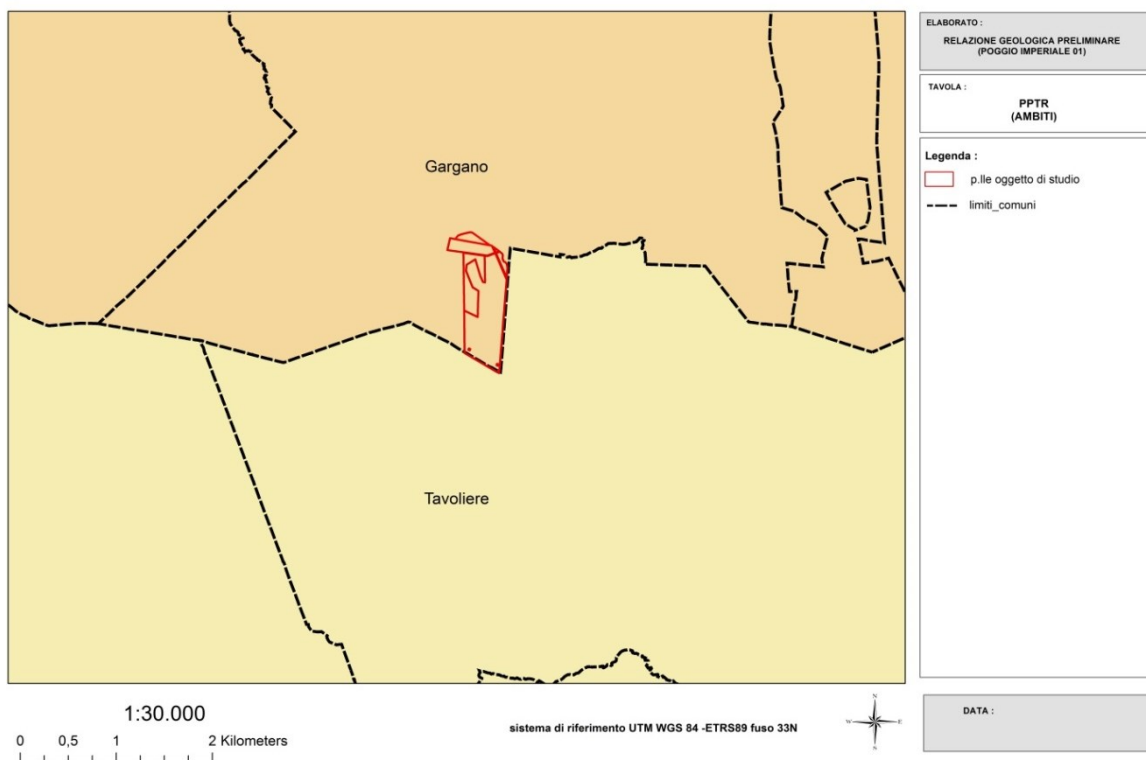 Gargano
Tavoliere
ELABORATO :
RELAZIONE GEOLOGICA PRELIMINARE
(POGGIO IMPERIALE 01)
TAVOLA :
PPTR
(AMBITI)
Legenda :
p.lle oggetto di studio
limiti_comuni
1:30.000
0 0,5 1 2 Kilometers
sistema di riferimento UTM WGS 84 -ETRS89 fuso 33N
N
W E
S
DATA :